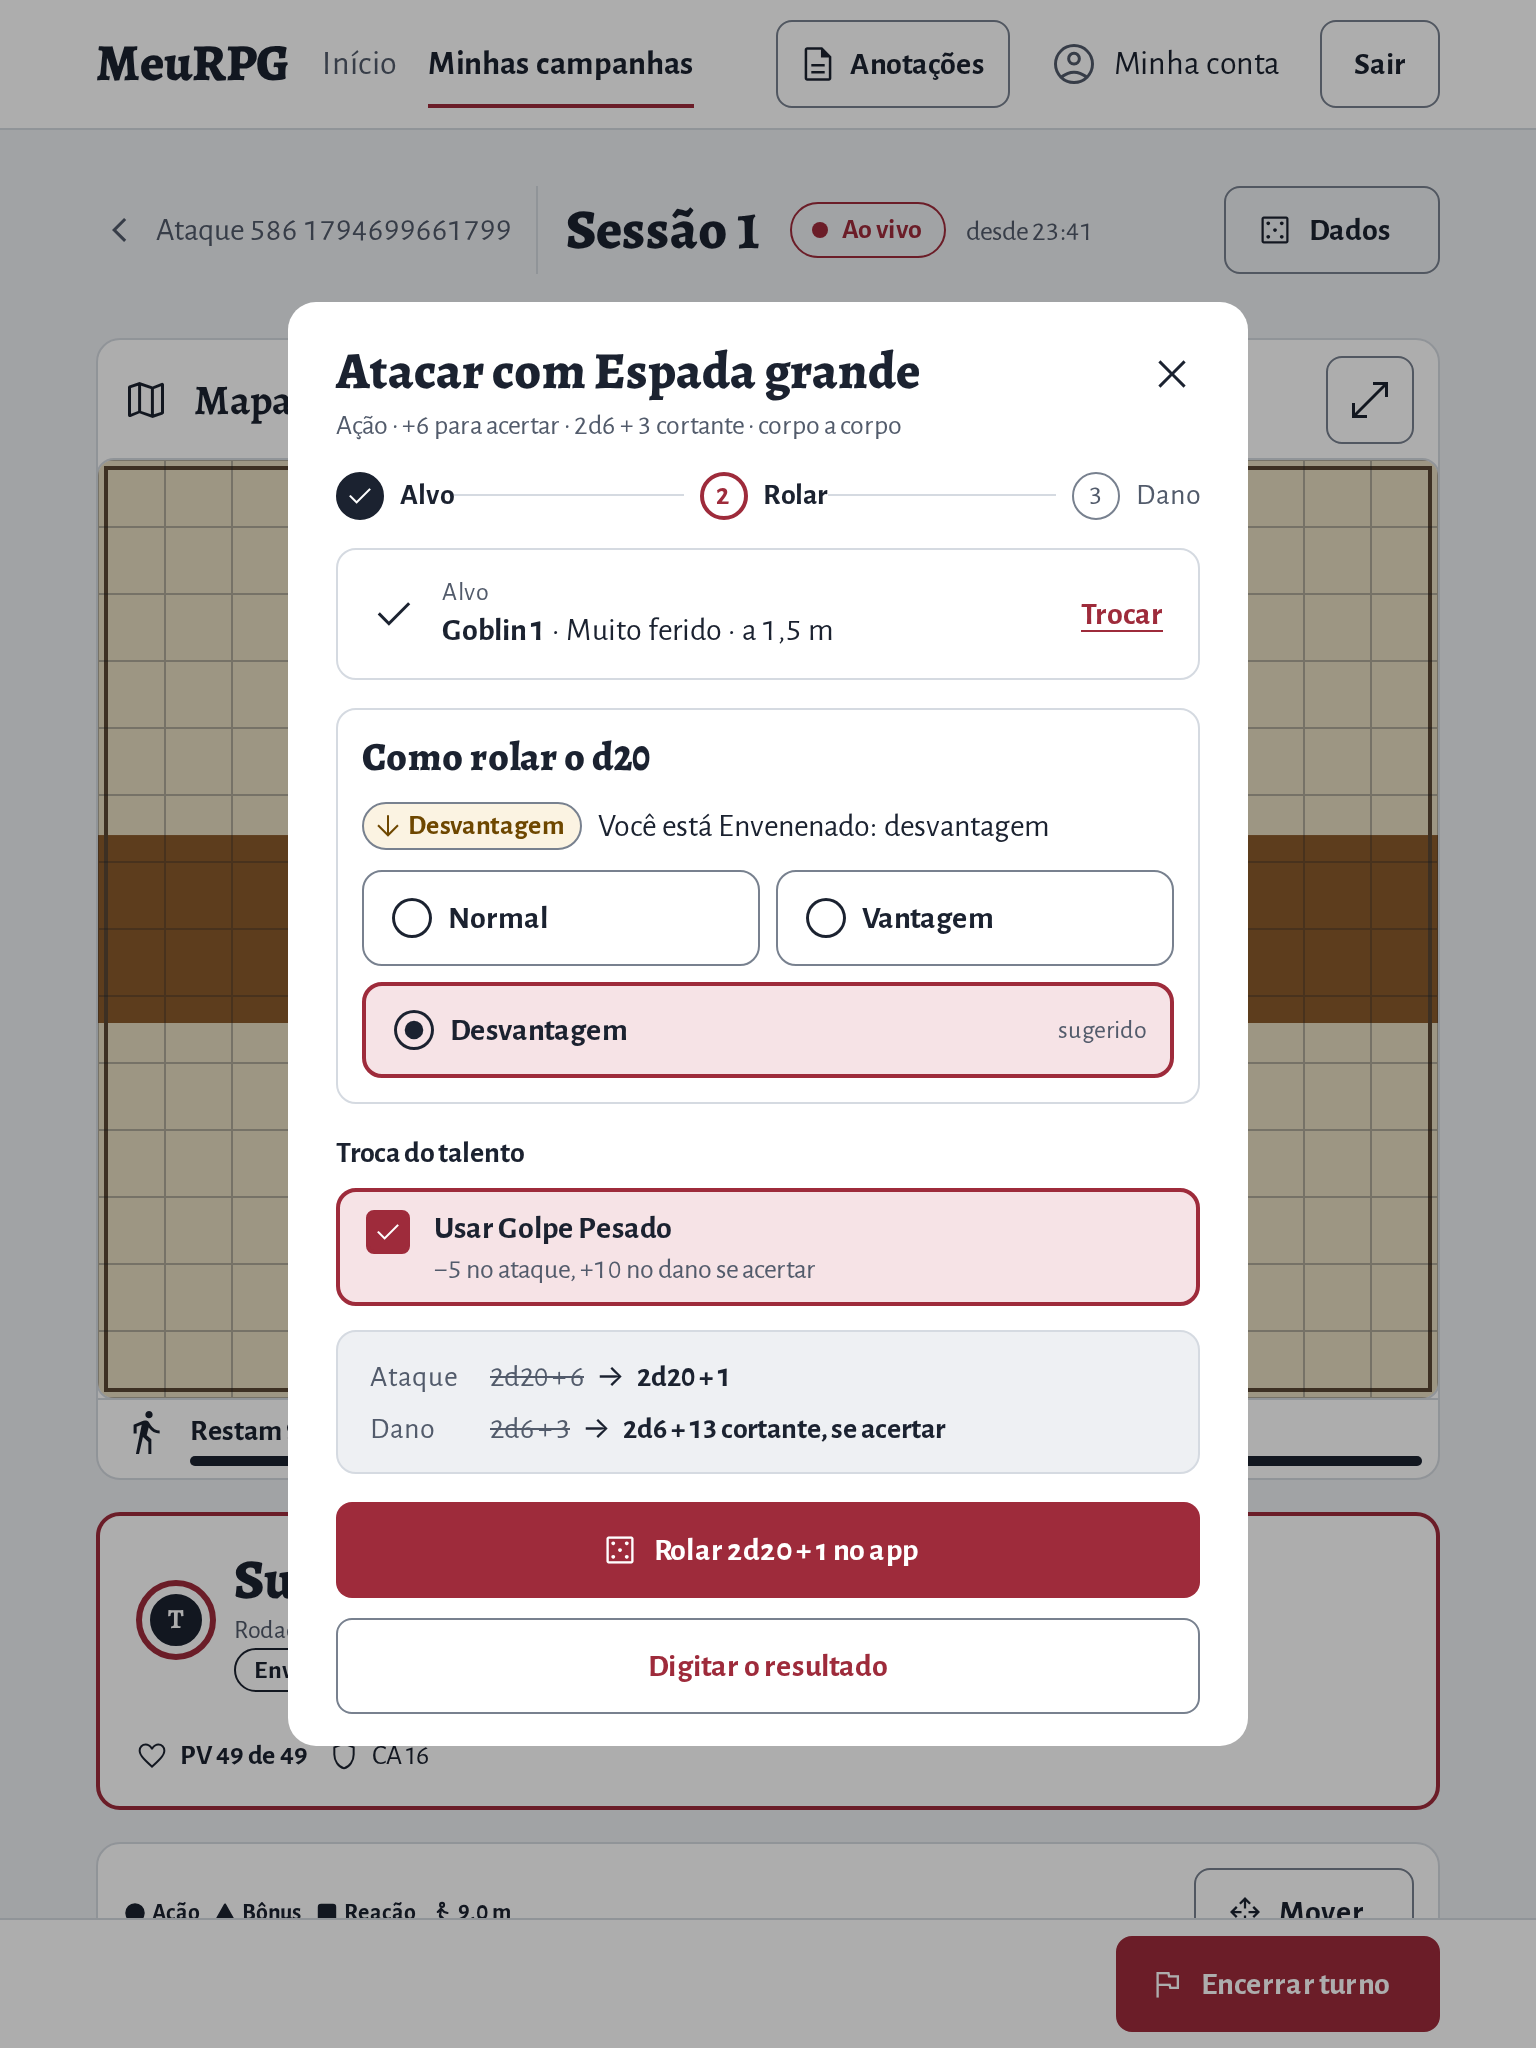 MeuRPG Início Minhas campanhas Anotações Minha conta Sair
Ataque 586 1794699661799 Sessão 1 Ao vivo desde 23:41 Dados
Mapa
Atacar com Espada grande
Ação · +6 para acertar · 2d6 + 3 cortante · corpo a corpo
Alvo 2 Rolar 3 Dano
Alvo
Goblin 1 · Muito ferido · a 1,5 m
Trocar
Como rolar o d20
Desvantagem Você está Envenenado: desvantagem
Normal Vantagem
Desvantagem sugerido
Troca do talento
Usar Golpe Pesado
−5 no ataque, +10 no dano se acertar
Ataque 2d20 + 6 → 2d20 + 1
Dano 2d6 + 3 → 2d6 + 13 cortante, se acertar
Restam
Rolar 2d20 + 1 no app
T
Digitar o resultado
PV 49 de 49 CA 16
Ação Bônus Reação 9,0 m Mover
Encerrar turno